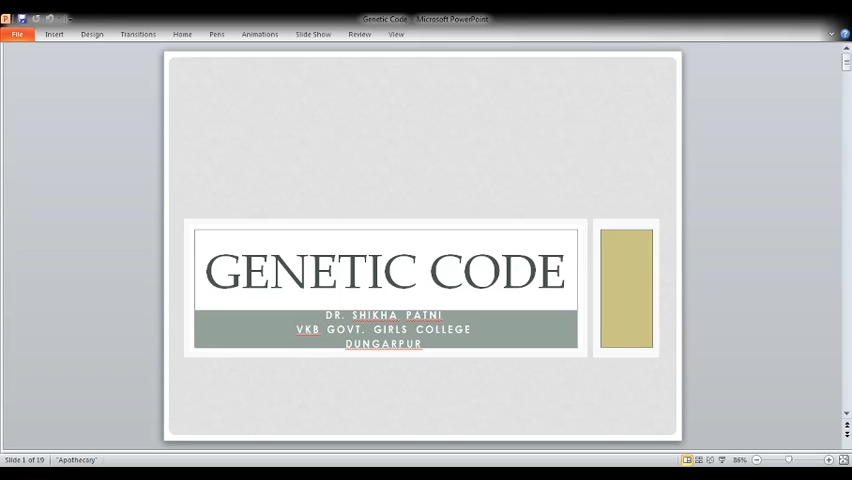 Genetic Code - Microsoft PowerPoint
File Insert Design Transitions Home Pens Animations Slide Show Review View
GENETIC CODE
DR. SHIKHA PATNI
VKB GOVT. GIRLS COLLEGE
DUNGARPUR
Slide 1 of 19 "Apothecary" 86%